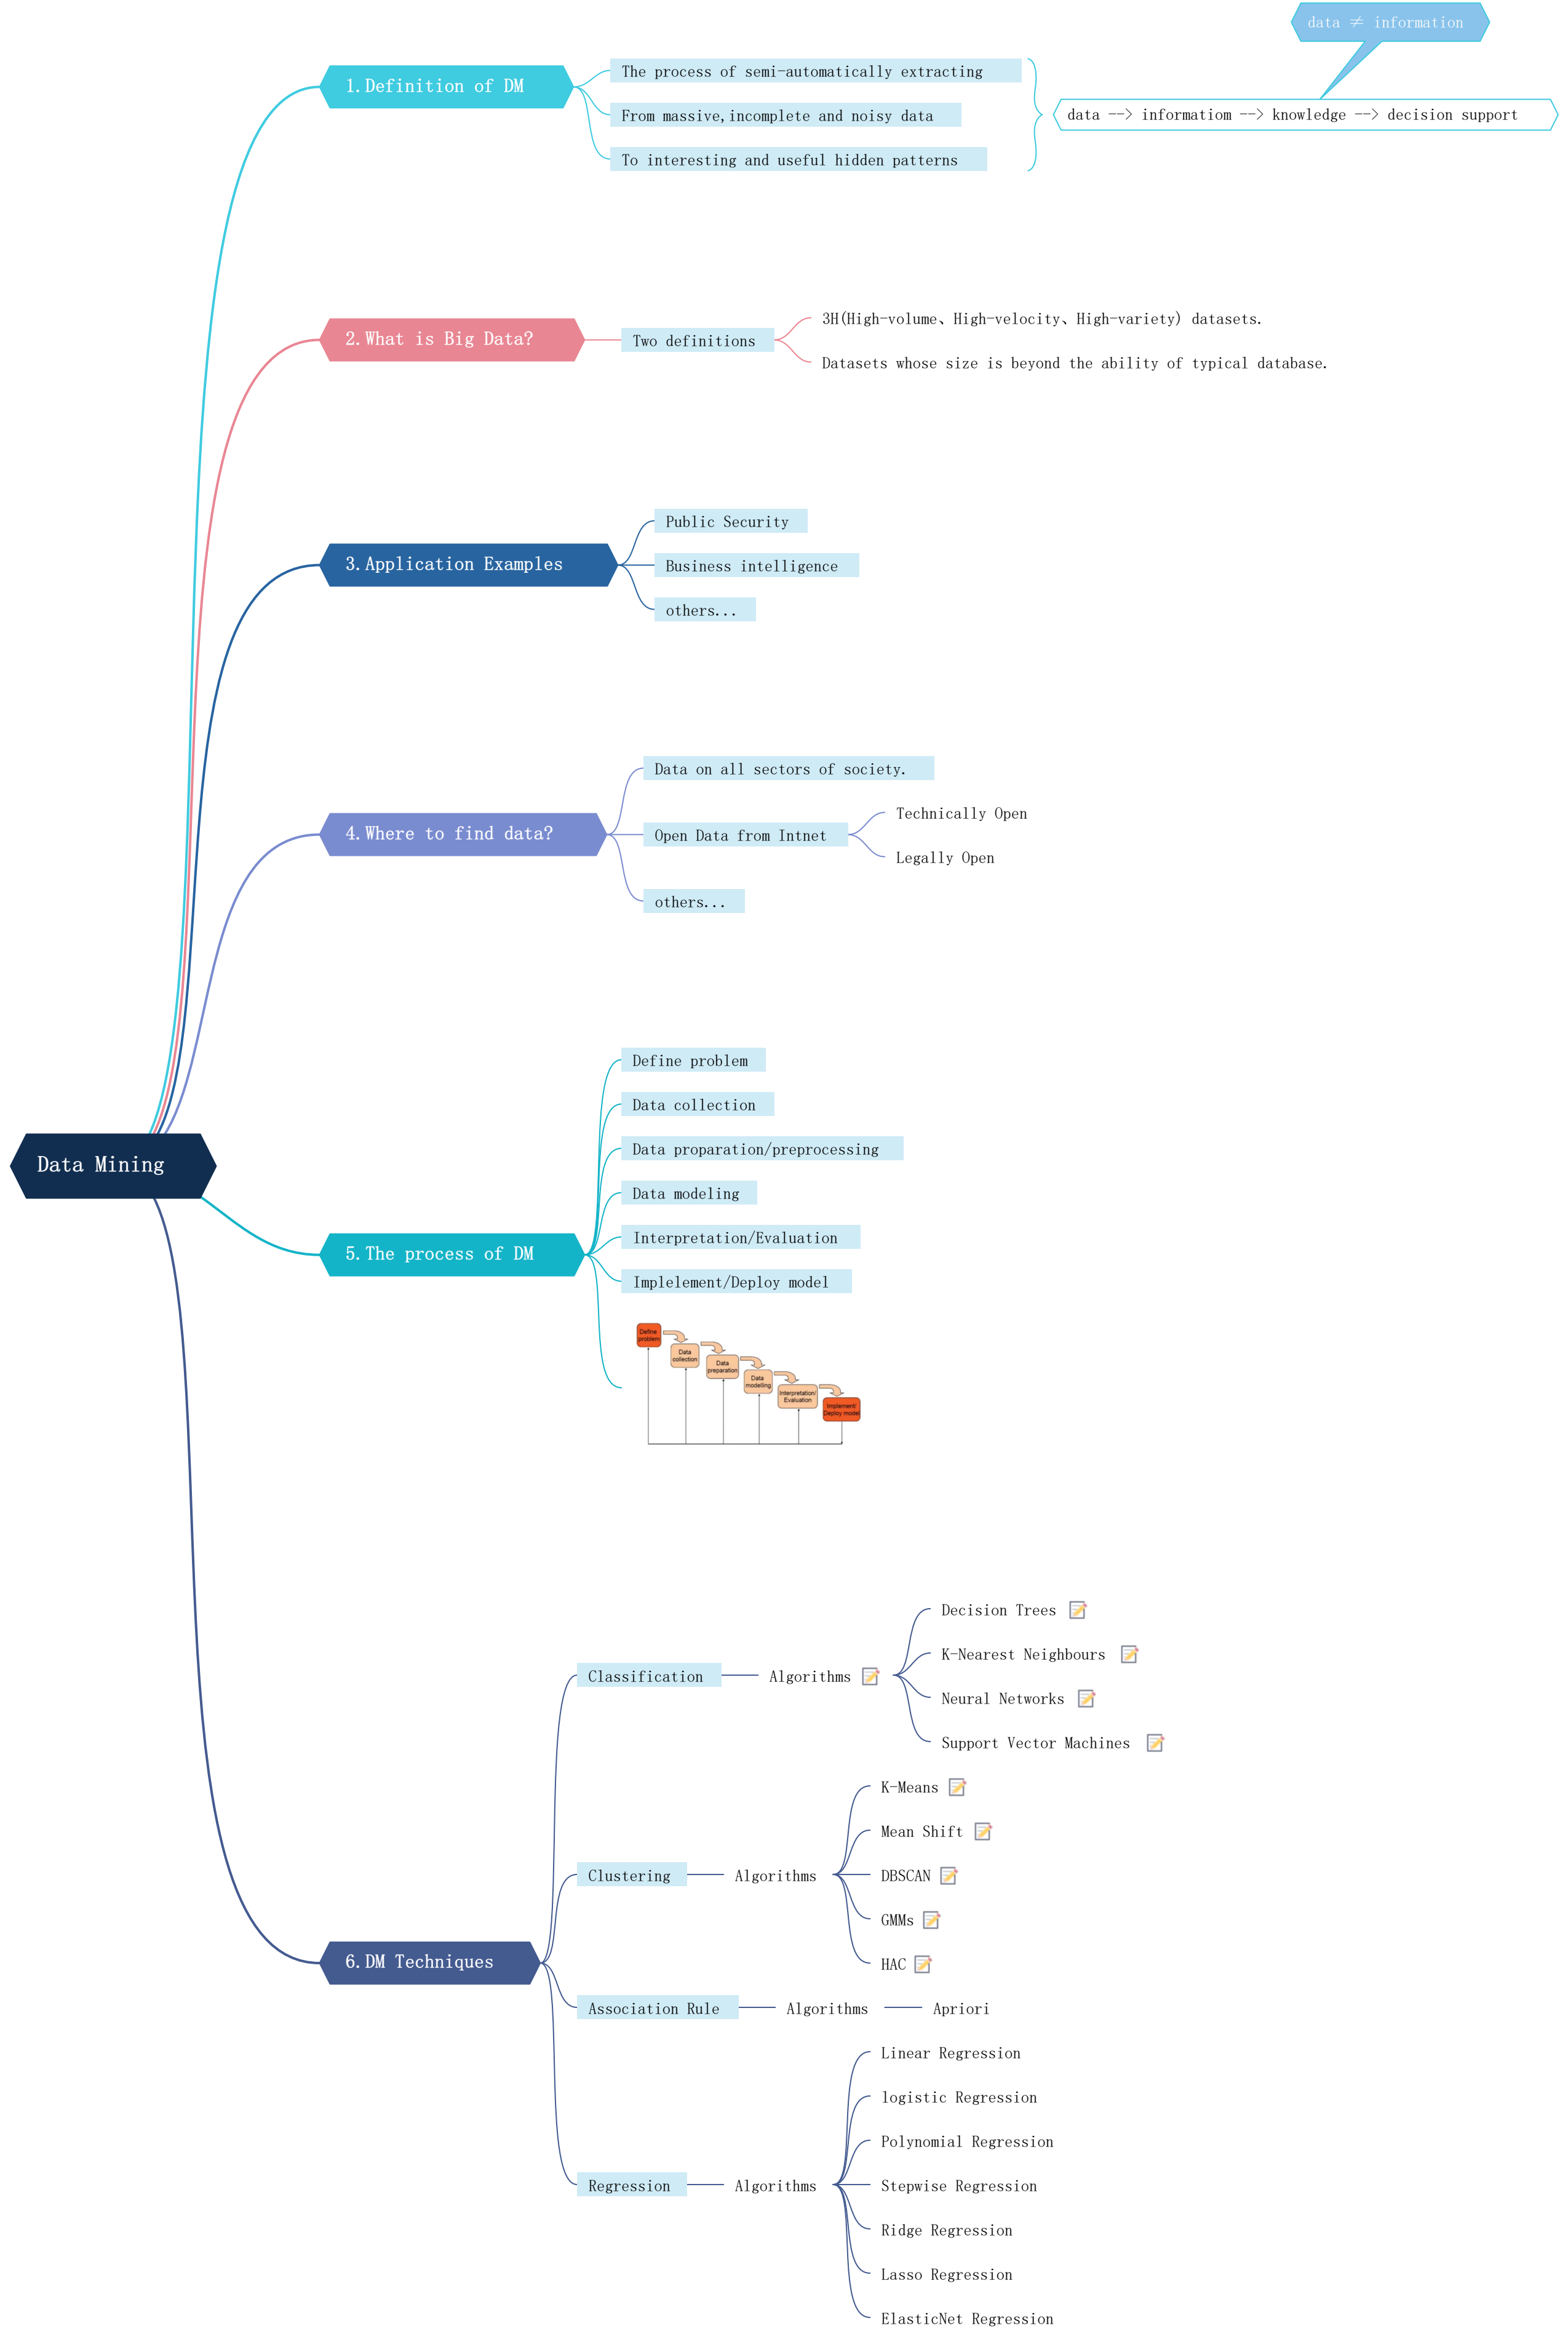 data ≠ information
1.Definition of DM
The process of semi-automatically extracting
From massive,incomplete and noisy data
To interesting and useful hidden patterns
data --> informatiom --> knowledge --> decision support
2.What is Big Data?
Two definitions
3H(High-volume、High-velocity、High-variety) datasets.
Datasets whose size is beyond the ability of typical database.
3.Application Examples
Public Security
Business intelligence
others...
4.Where to find data?
Data on all sectors of society.
Open Data from Intnet
Technically Open
Legally Open
others...
Data Mining
5.The process of DM
Define problem
Data collection
Data proparation/preprocessing
Data modeling
Interpretation/Evaluation
Implelement/Deploy model
Define
problem
Data
collection
Data
preparation
Data
modelling
Interpretation/
Evaluation
Implement/
Deploy model
6.DM Techniques
Classification
Algorithms
Decision Trees
K-Nearest Neighbours
Neural Networks
Support Vector Machines
Clustering
Algorithms
K-Means
Mean Shift
DBSCAN
GMMs
HAC
Association Rule
Algorithms
Apriori
Regression
Algorithms
Linear Regression
logistic Regression
Polynomial Regression
Stepwise Regression
Ridge Regression
Lasso Regression
ElasticNet Regression